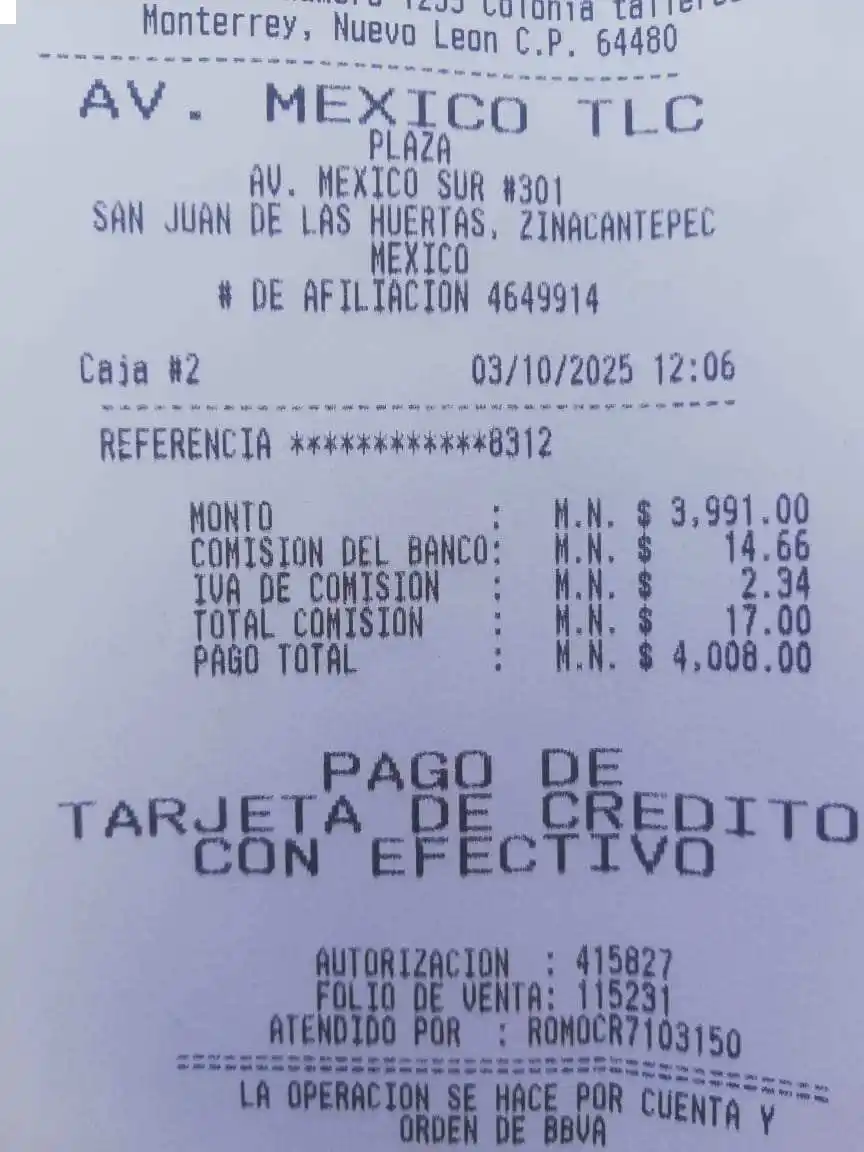 1255 Colonia
Monterrey, Nuevo Leon C.P. 64480
AV. MEXICO TLC
PLAZA
AV. MEXICO SUR #301
SAN JUAN DE LAS HUERTAS, ZINACANTEPEC
MEXICO
# DE AFILIACION 4649914
Caja #2 03/10/2025 12:06
REFERENCIA ************8312
MONTO : M.N. $ 3,991.00
COMISION DEL BANCO: M.N. $ 14.66
IVA DE COMISION : M.N. $ 2.34
TOTAL COMISION : M.N. $ 17.00
PAGO TOTAL : M.N. $ 4,008.00
PAGO DE
TARJETA DE CREDITO
CON EFECTIVO
AUTORIZACION : 415827
FOLIO DE VENTA: 115231
ATENDIDO POR : ROMOCR7103150
LA OPERACION SE HACE POR CUENTA Y
ORDEN DE BBVA